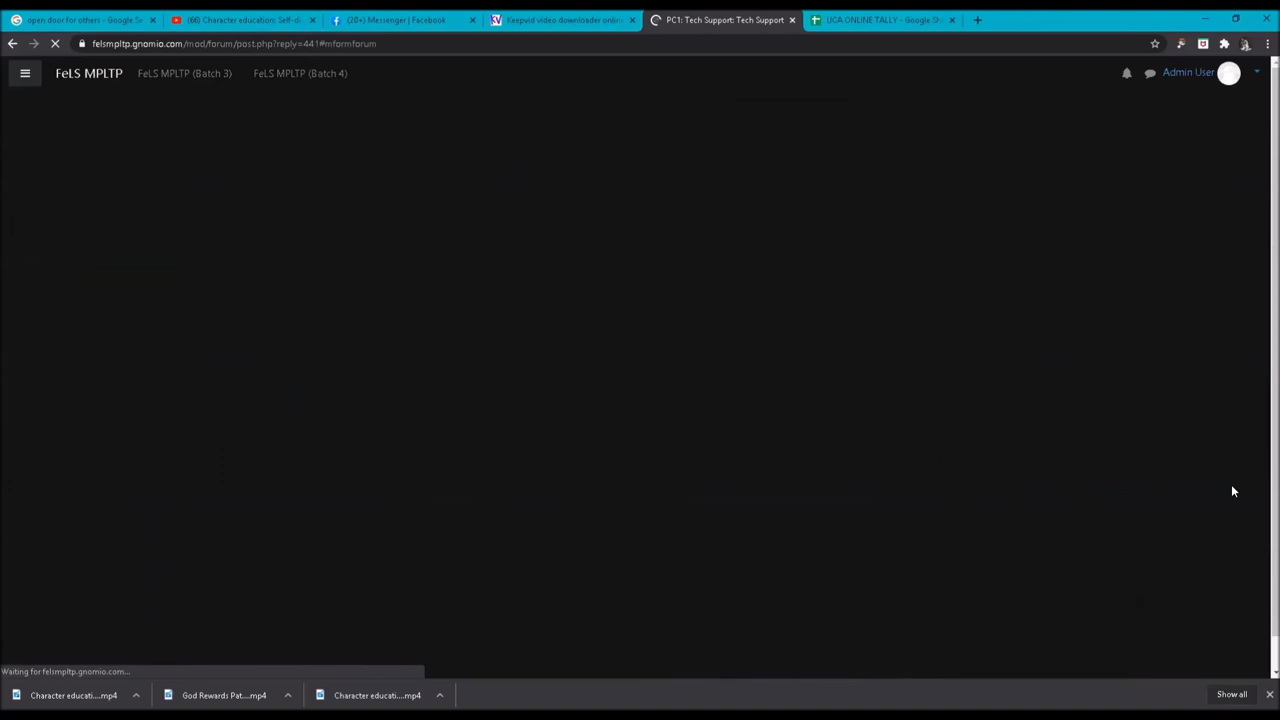 open door for others - Google Se
(66) Character education: Self-di
(20+) Messenger | Facebook
Keepvid video downloader onlin
PC1: Tech Support: Tech Support
UCA ONLINE TALLY - Google Sh
felsmpltp.gnomio.com/mod/forum/post.php?reply=441#mformforum
FeLS MPLTP
FeLS MPLTP (Batch 3)
FeLS MPLTP (Batch 4)
Admin User
Waiting for felsmpltp.gnomio.com...
Character educati....mp4
God Rewards Pat....mp4
Character educati....mp4
Show all